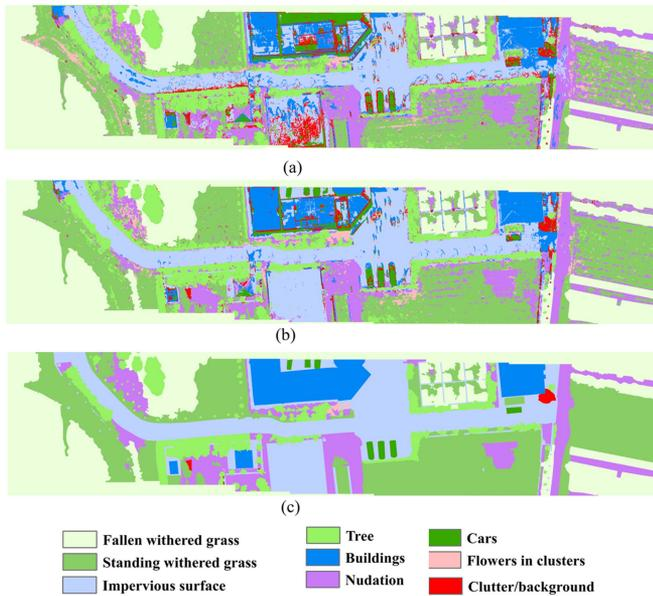 (a)
(b)
(c)
Fallen withered grass
Standing withered grass
Impervious surface
Tree
Buildings
Nudation
Cars
Flowers in clusters
Clutter/background